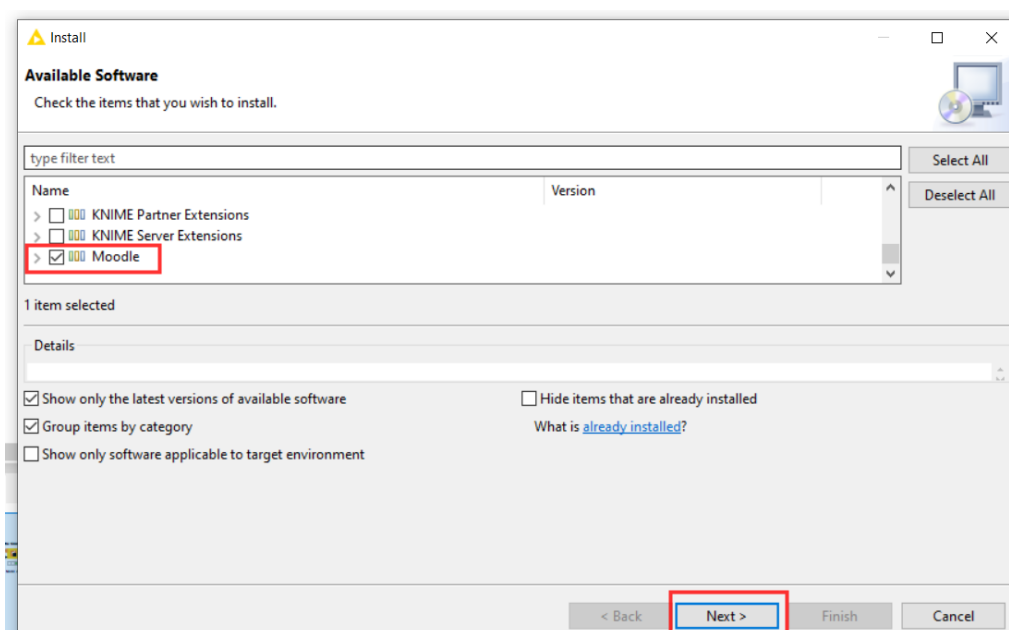 Install
Available Software
Check the items that you wish to install.
type filter text
Select All
Name Version
Deselect All
KNIME Partner Extensions
KNIME Server Extensions
Moodle
1 item selected
Details
Show only the latest versions of available software
Hide items that are already installed
Group items by category
What is already installed?
Show only software applicable to target environment
< Back Next > Finish Cancel